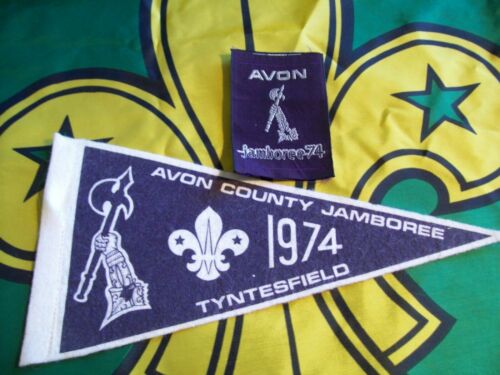 AVON
jamboree 74
AVON COUNTY JAMBOREE
1974
TYNTESFIELD